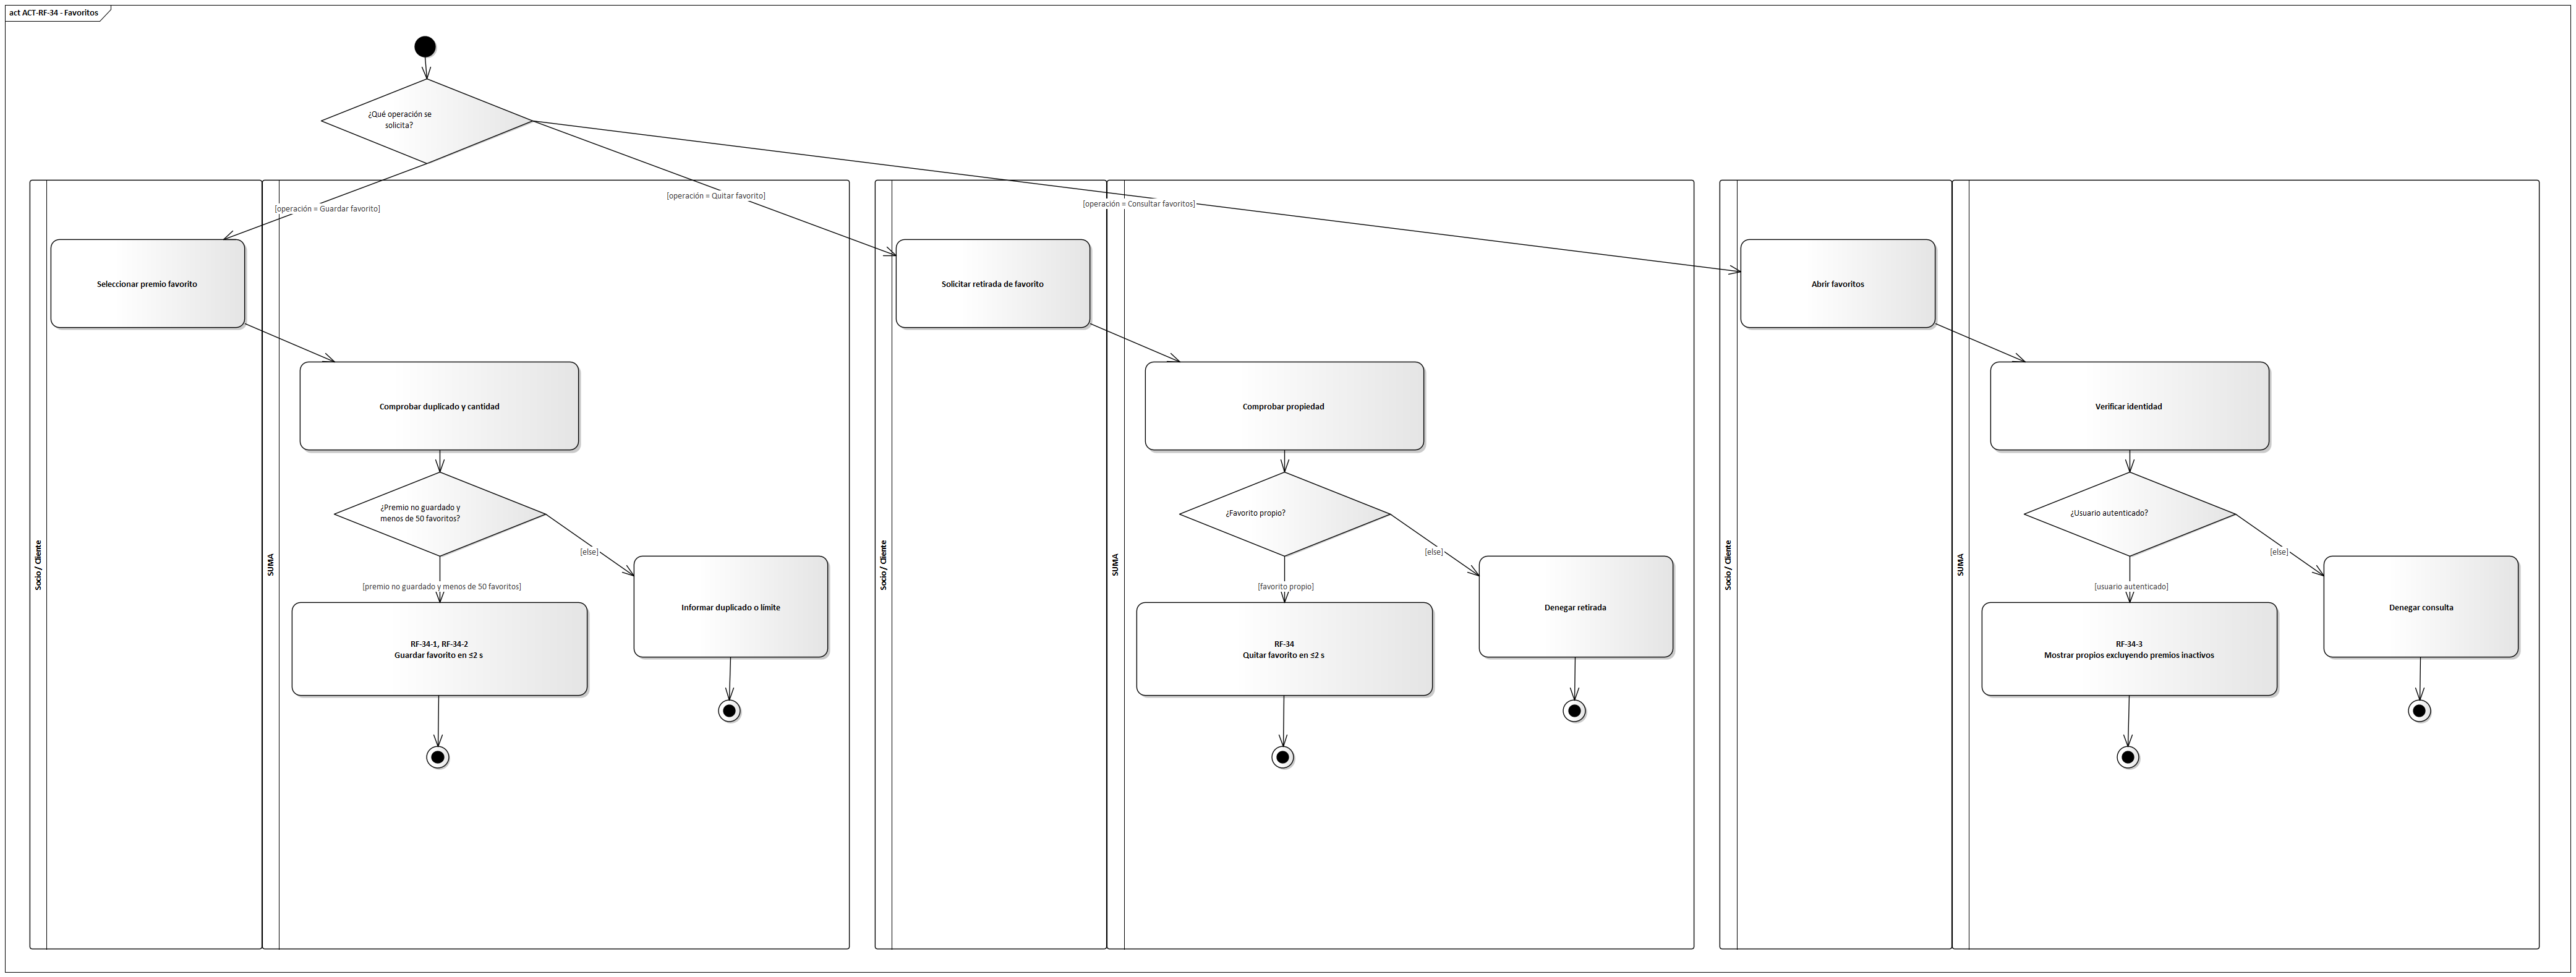 act ACT-RF-34 - Favoritos
¿Qué operación se
solicita?
[operación = Guardar favorito]
[operación = Quitar favorito]
[operación = Consultar favoritos]
Socio / Cliente
Seleccionar premio favorito
SUMA
Comprobar duplicado y cantidad
¿Premio no guardado y
menos de 50 favoritos?
[else]
[premio no guardado y menos de 50 favoritos]
Informar duplicado o límite
RF-34-1, RF-34-2
Guardar favorito en ≤2 s
Socio / Cliente
Solicitar retirada de favorito
SUMA
Comprobar propiedad
¿Favorito propio?
[else]
[favorito propio]
Denegar retirada
RF-34
Quitar favorito en ≤2 s
Socio / Cliente
Abrir favoritos
SUMA
Verificar identidad
¿Usuario autenticado?
[else]
[usuario autenticado]
Denegar consulta
RF-34-3
Mostrar propios excluyendo premios inactivos